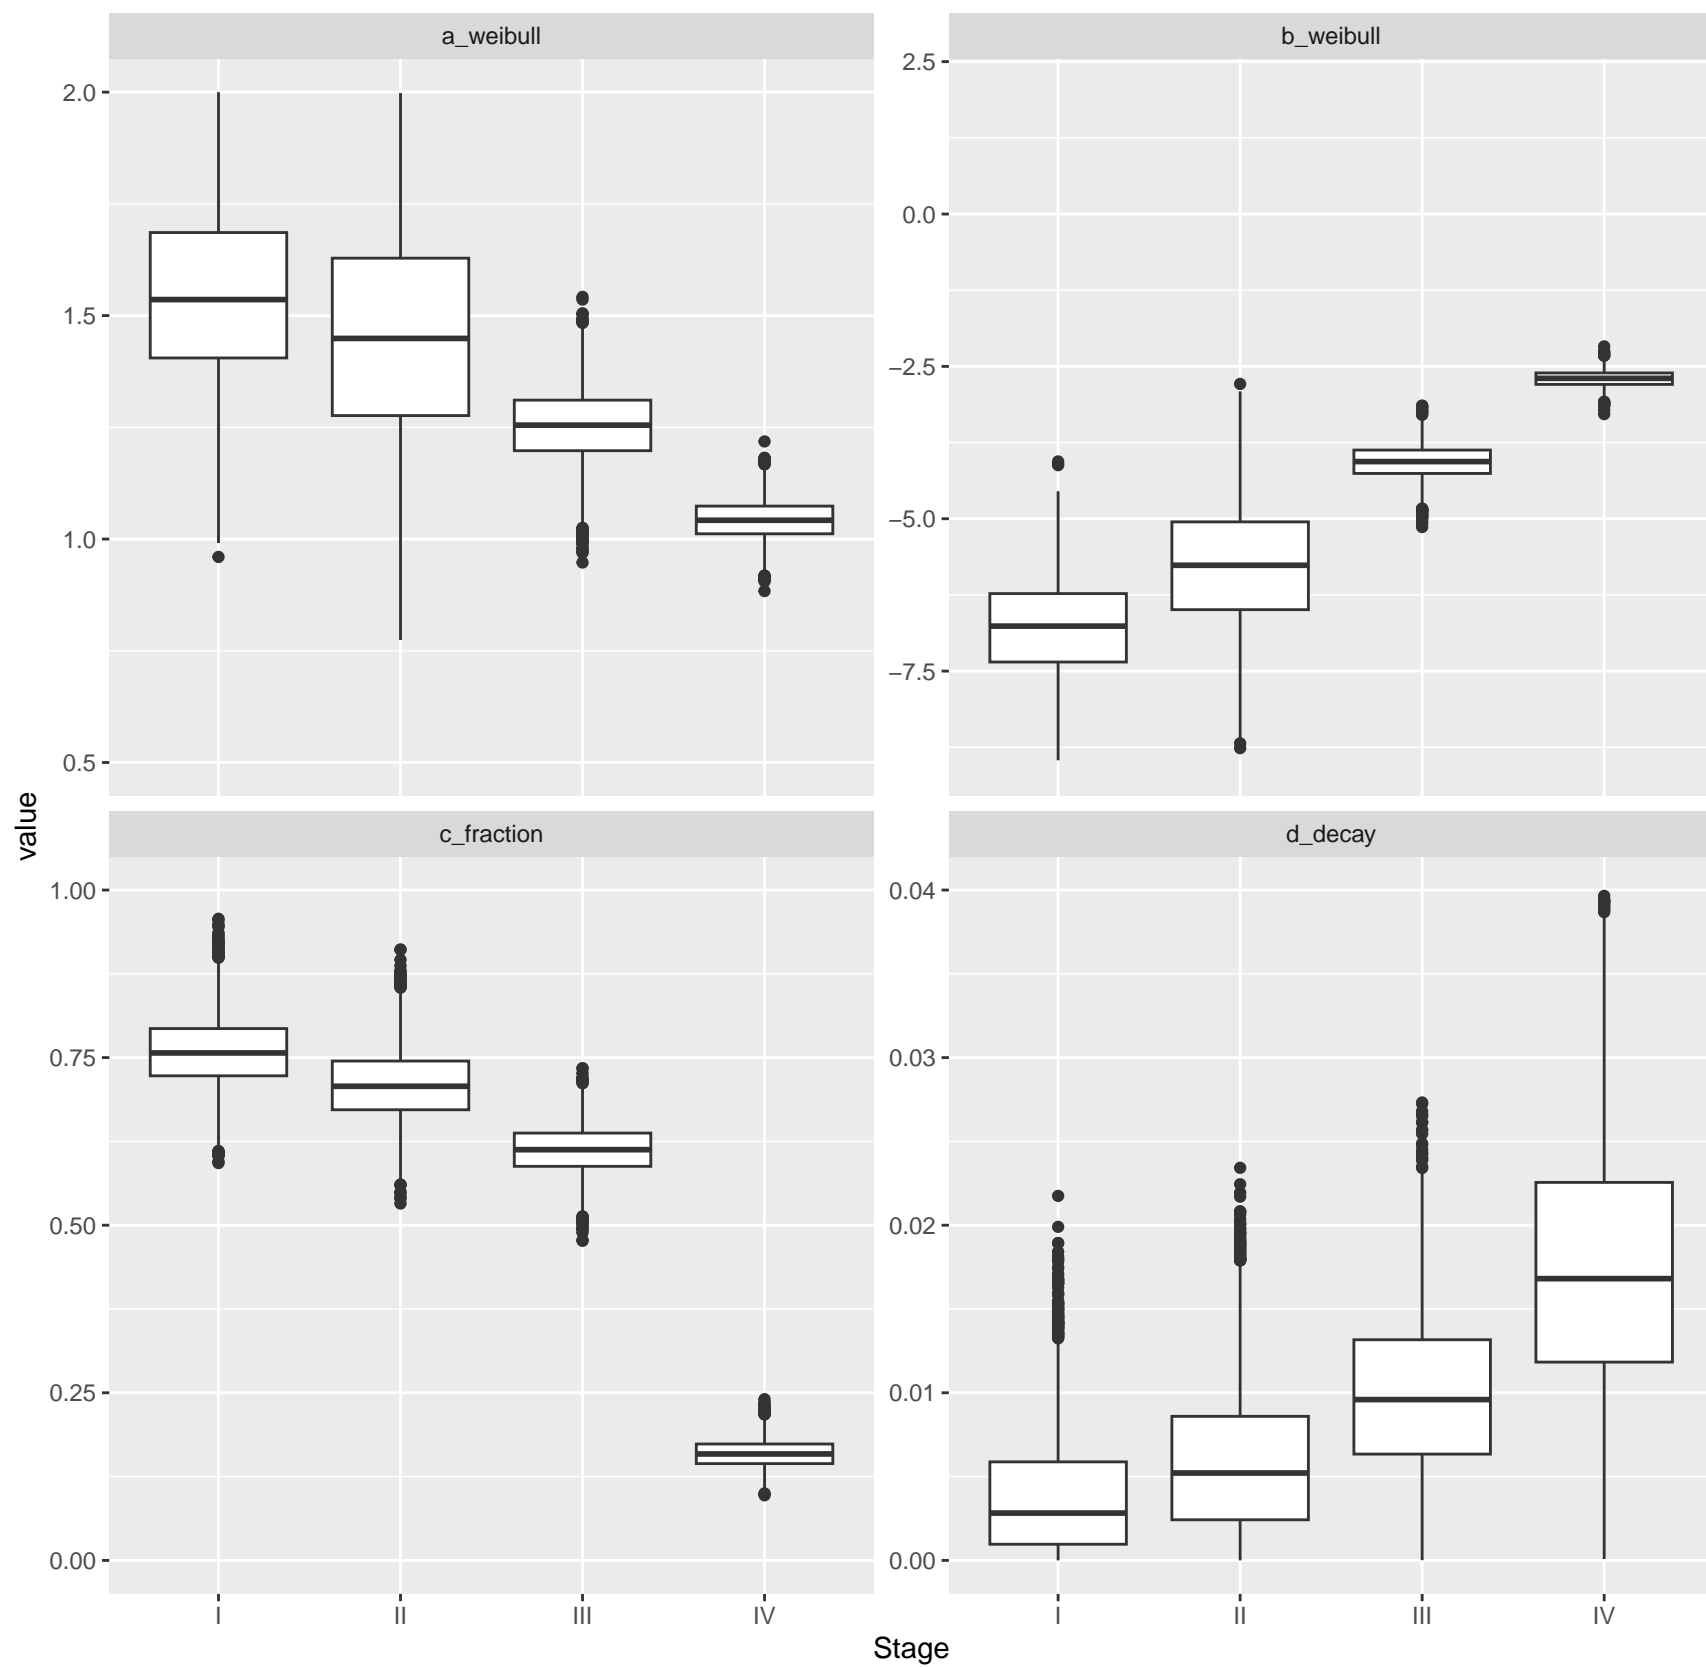 a_weibull
b_weibull
2.0
1.5
1.0
0.5
2.5
0.0
−2.5
−5.0
−7.5
value
c_fraction
d_decay
1.00
0.75
0.50
0.25
0.00
0.04
0.03
0.02
0.01
0.00
I II III IV
I II III IV
Stage